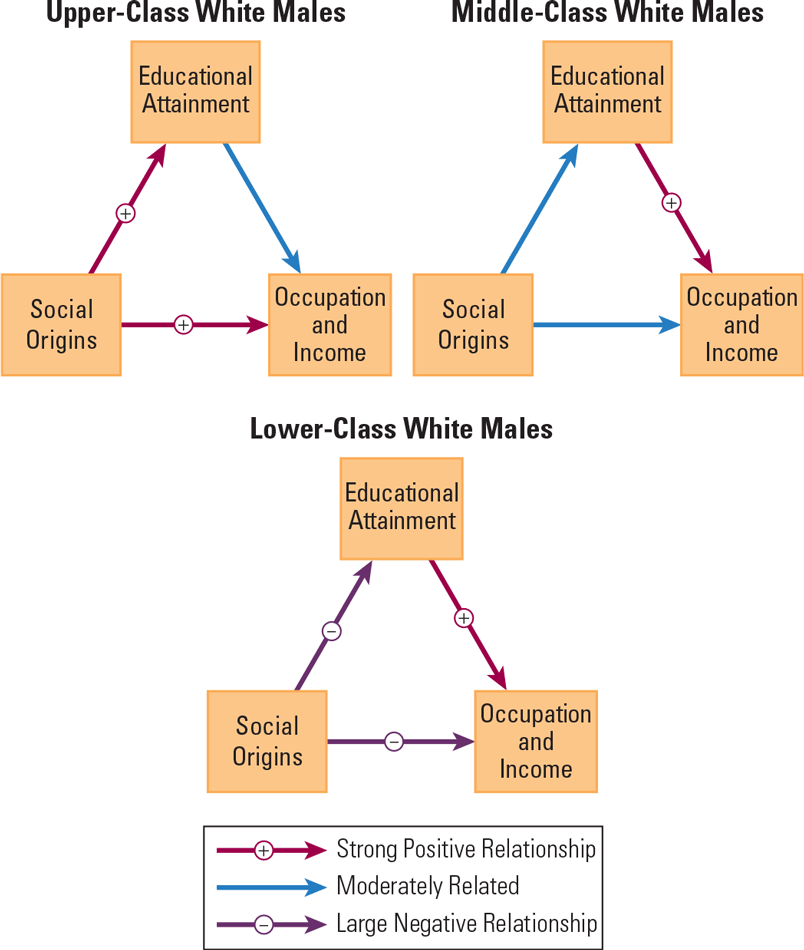 Upper-Class White Males
Educational
Attainment
+
+
Social
Origins
Occupation
and
Income
Middle-Class White Males
Educational
Attainment
+
Social
Origins
Occupation
and
Income
Lower-Class White Males
Educational
Attainment
−
+
Social
Origins
−
Occupation
and
Income
+ Strong Positive Relationship
Moderately Related
− Large Negative Relationship